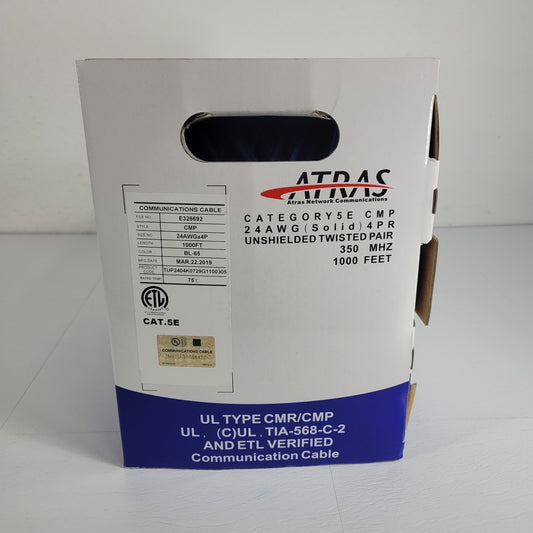 ATRAS
Atras Network Communications
CATEGORY5E CMP
24AWG(Solid)4PR
UNSHIELDED TWISTED PAIR
350 MHZ
1000 FEET
COMMUNICATIONS CABLE
FILE NO. E326692
STYLE CMP
SIZE NO. 24AWGx4P
LENGTH 1000FT
COLOR BL-65
MFG DATE MAR.22.2019
PRODUCT CODE TUP2404K0729G1100305
RATED TEMP 75℃
ETL
CAT.5E
COMMUNICATIONS CABLE
UL TYPE CMR/CMP
UL, (C)UL,TIA-568-C-2
AND ETL VERIFIED
Communication Cable